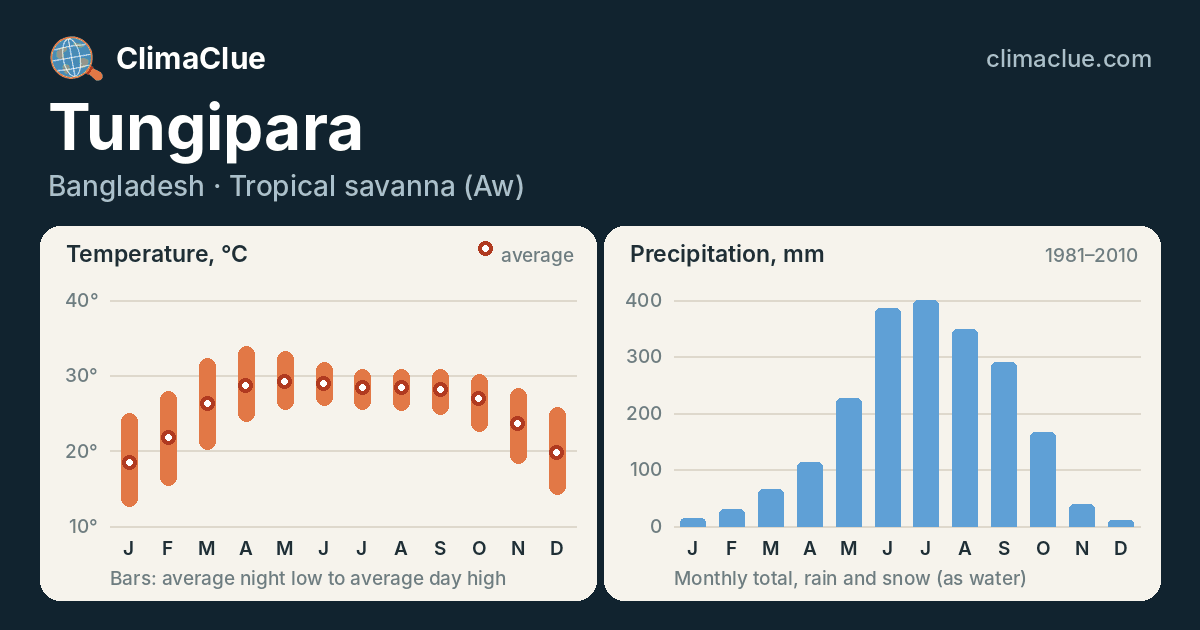 ClimaClue
climaclue.com
Tungipara
Bangladesh · Tropical savanna (Aw)
Temperature, °C
average
40°
30°
20°
10°
J F M A M J J A S O N D
Bars: average night low to average day high
Precipitation, mm
1981–2010
400
300
200
100
0
J F M A M J J A S O N D
Monthly total, rain and snow (as water)